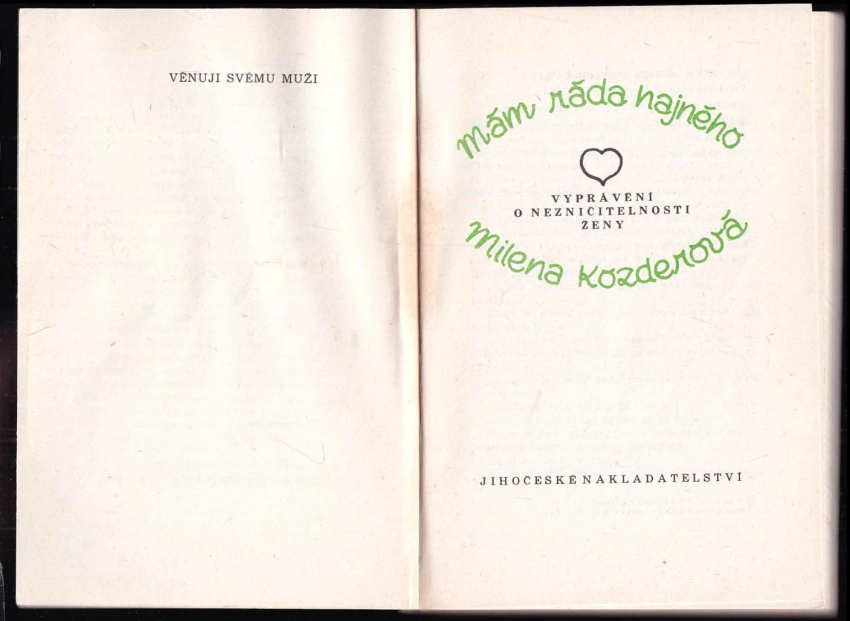 VĚNUJI SVÉMU MUŽI
Mám ráda hajného
VYPRÁVĚNÍ
O NEZNIČITELNOSTI
ŽENY
Milena Kozderová
JIHOČESKÉ NAKLADATELSTVÍ